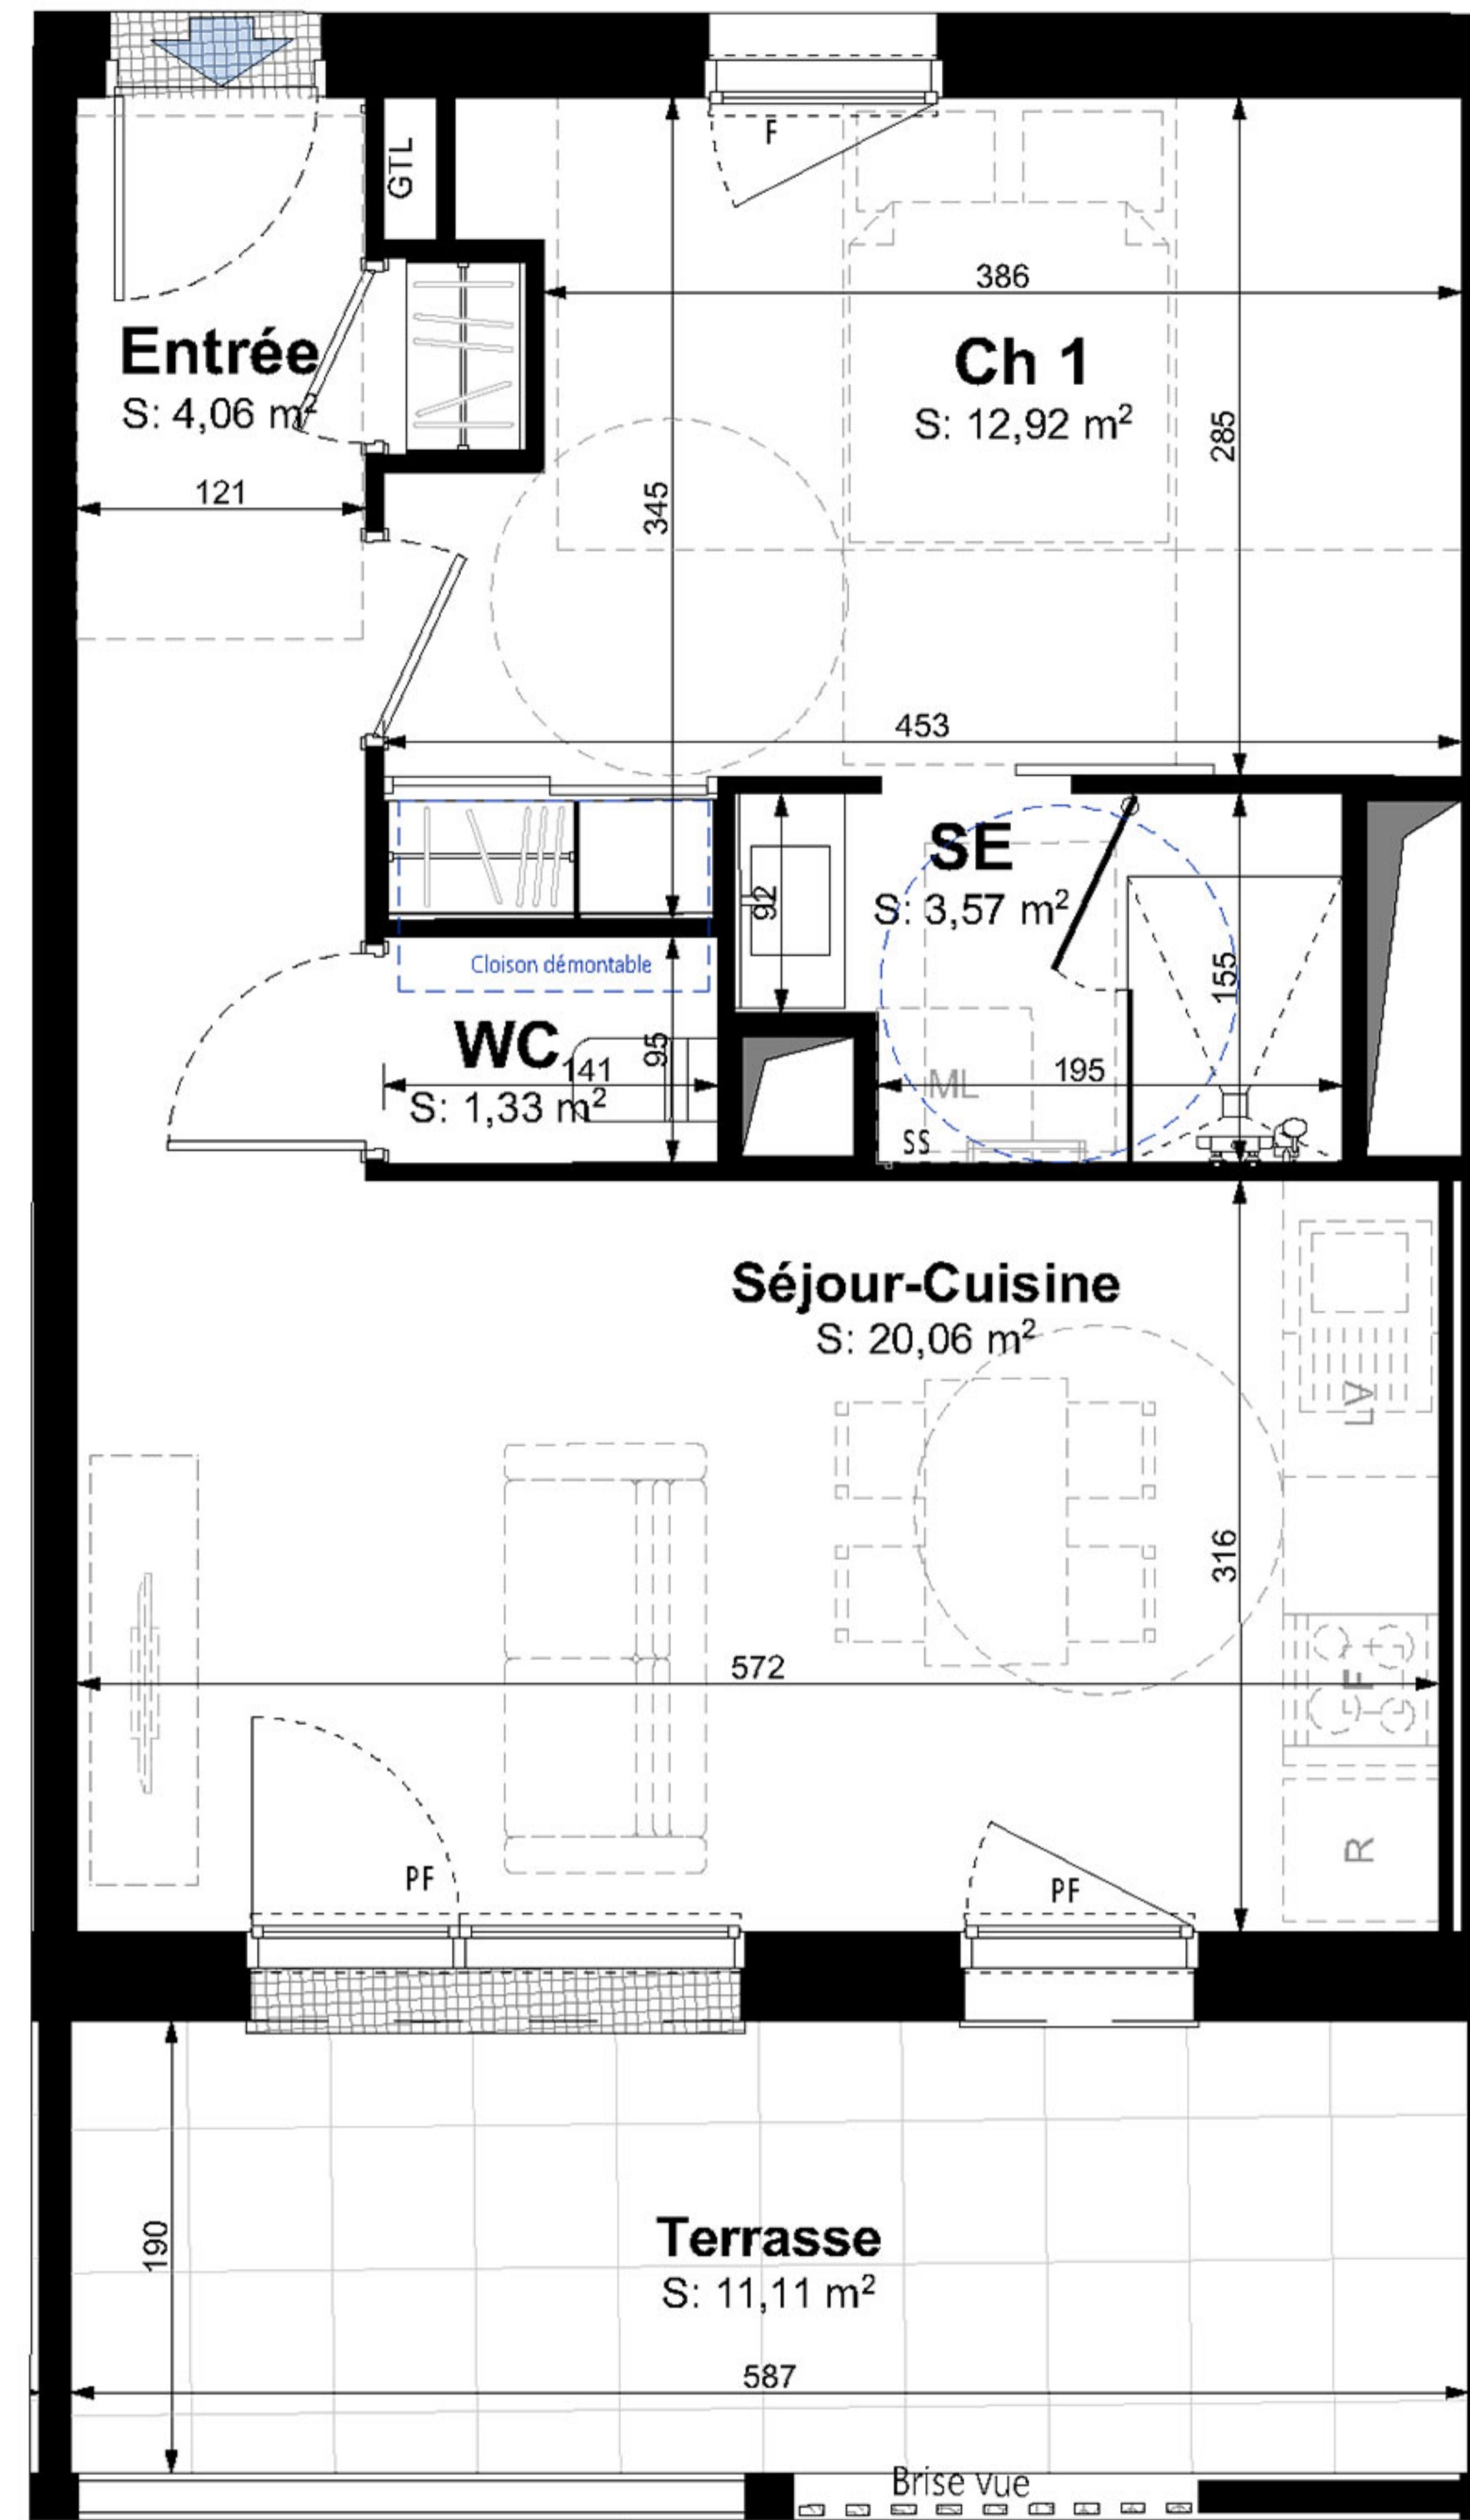 GTL
F
386
Entrée
S: 4,06 m²
Ch 1
S: 12,92 m²
285
121
345
453
SE
S: 3,57 m²
92
Cloison démontable
155
WC
95
141
S: 1,33 m²
195
ML
SS
Séjour-Cuisine
S: 20,06 m²
LV
316
572
F
PF
PF
R
Terrasse
S: 11,11 m²
190
587
Brise vue